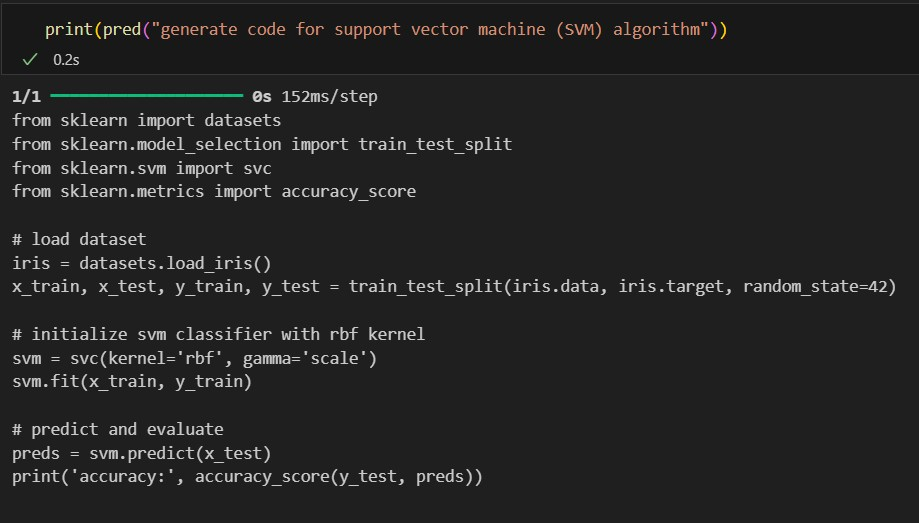 print(pred("generate code for support vector machine (SVM) algorithm"))
✓ 0.2s
1/1 ━━━━━━━━━━━━━━━━━━━━ 0s 152ms/step
from sklearn import datasets
from sklearn.model_selection import train_test_split
from sklearn.svm import svc
from sklearn.metrics import accuracy_score

# load dataset
iris = datasets.load_iris()
x_train, x_test, y_train, y_test = train_test_split(iris.data, iris.target, random_state=42)

# initialize svm classifier with rbf kernel
svm = svc(kernel='rbf', gamma='scale')
svm.fit(x_train, y_train)

# predict and evaluate
preds = svm.predict(x_test)
print('accuracy:', accuracy_score(y_test, preds))